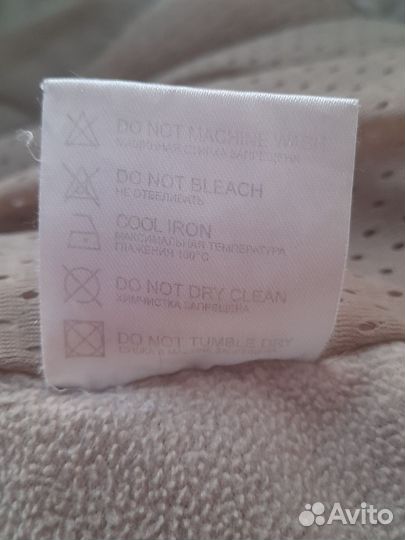 DO NOT MACHINE WASH
МАШИННАЯ СТИРКА ЗАПРЕЩЕНА
DO NOT BLEACH
НЕ ОТБЕЛИВАТЬ
COOL IRON
МАКСИМАЛЬНАЯ ТЕМПЕРАТУРА
ГЛАЖЕНИЯ 100°C
DO NOT DRY CLEAN
ХИМЧИСТКА ЗАПРЕЩЕНА
DO NOT TUMBLE DRY
СУШКА В
Avito